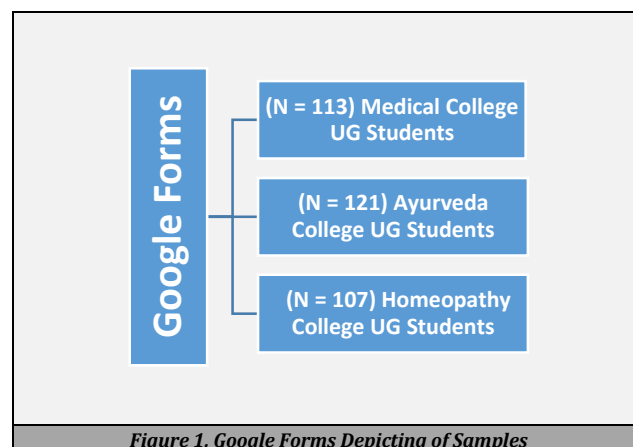 Google Forms
(N = 113) Medical College
UG Students
(N = 121) Ayurveda
College UG Students
(N = 107) Homeopathy
College UG Students
Figure 1. Google Forms Depicting of Samples